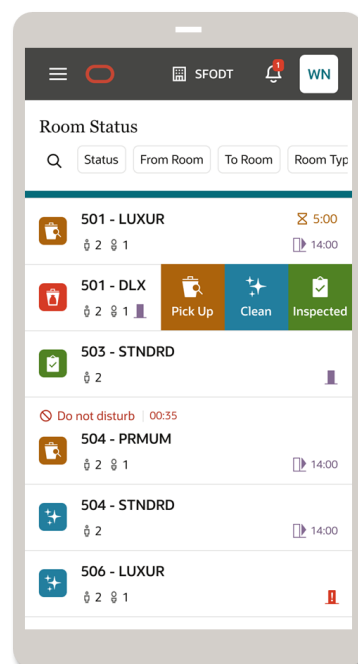 SFODT 1 WN
Room Status
Status From Room To Room Room Typ
501 - LUXUR 5:00
2 1 14:00
501 - DLX
2 1 Pick Up Clean Inspected
503 - STNDRD
2
Do not disturb | 00:35
504 - PRMUM
2 1 14:00
504 - STNDRD
2 14:00
506 - LUXUR
2 1